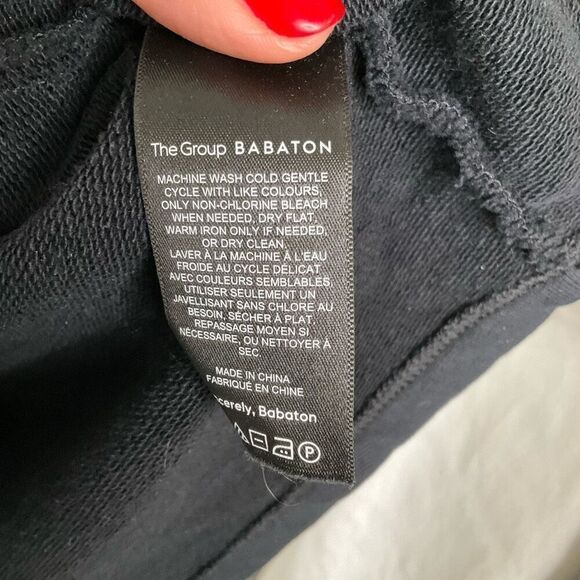 The Group BABATON
MACHINE WASH COLD GENTLE
CYCLE WITH LIKE COLOURS,
ONLY NON-CHLORINE BLEACH
WHEN NEEDED, DRY FLAT,
WARM IRON ONLY IF NEEDED,
OR DRY CLEAN.
LAVER À LA MACHINE À L'EAU
FROIDE AU CYCLE DÉLICAT
AVEC COULEURS SEMBLABLES,
UTILISER SEULEMENT UN
JAVELLISANT SANS CHLORE AU
BESOIN, SÉCHER À PLAT,
REPASSAGE MOYEN SI
NÉCESSAIRE, OU NETTOYER À
SEC.
MADE IN CHINA
FABRIQUÉ EN CHINE
cerely, Babaton
P